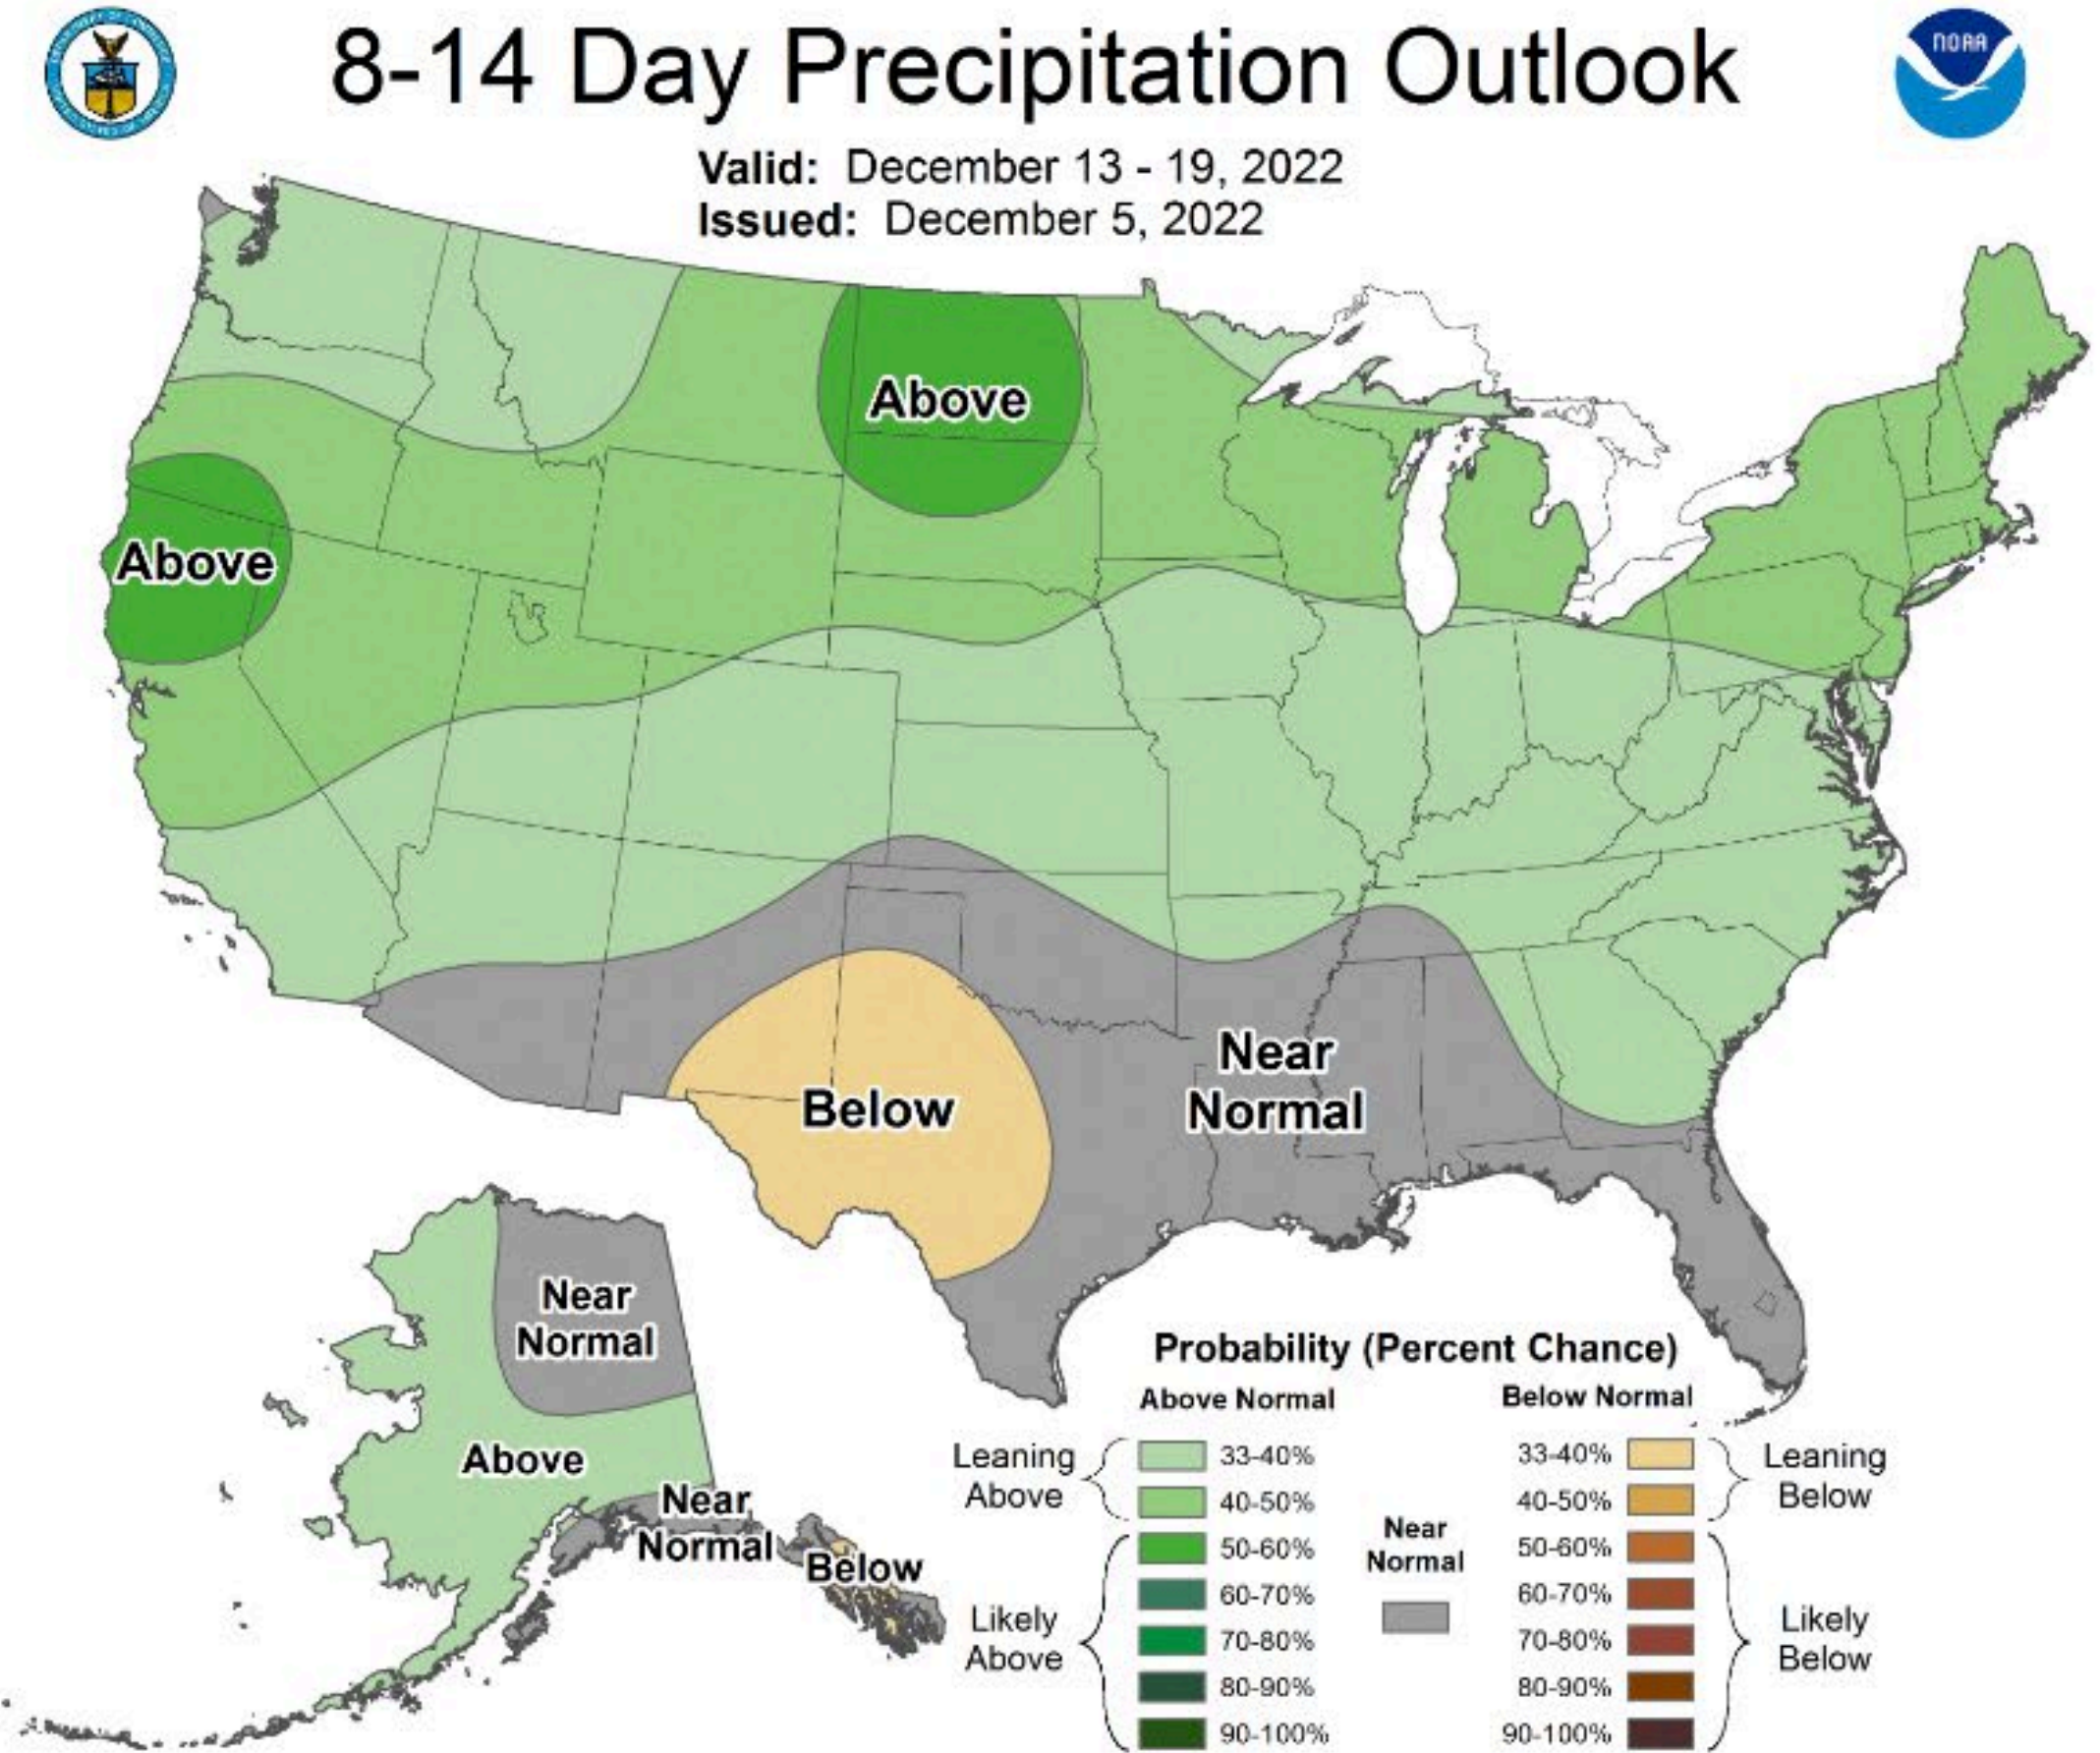 8-14 Day Precipitation Outlook
NOAA
Valid: December 13 - 19, 2022
Issued: December 5, 2022
Above
Above
Near
Normal
Below
Near
Normal
Above
Near
Normal
Below
Probability (Percent Chance)
Above Normal
Below Normal
Leaning
Above
33-40%
40-50%
50-60%
60-70%
70-80%
80-90%
90-100%
Likely
Above
Near
Normal
33-40%
40-50%
50-60%
60-70%
70-80%
80-90%
90-100%
Leaning
Below
Likely
Below